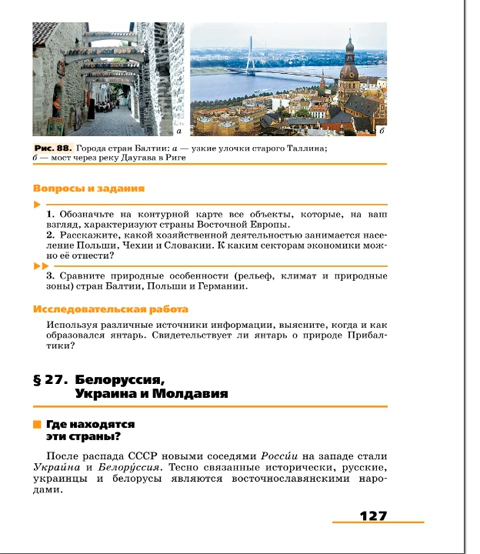 а
б
Рис. 88. Города стран Балтии: а — узкие улочки старого Таллина;
б — мост через реку Даугава в Риге
Вопросы и задания
1. Обозначьте на контурной карте все объекты, которые, на ваш
взгляд, характеризуют страны Восточной Европы.
2. Расскажите, какой хозяйственной деятельностью занимается насе-
ление Польши, Чехии и Словакии. К каким секторам экономики мож-
но её отнести?
3. Сравните природные особенности (рельеф, климат и природные
зоны) стран Балтии, Польши и Германии.
Исследовательская работа
Используя различные источники информации, выясните, когда и как
образовался янтарь. Свидетельствует ли янтарь о природе Прибал-
тики?
§ 27. Белоруссия,
Украина и Молдавия
Где находятся
эти страны?
После распада СССР новыми соседями Росси́и на западе стали
Украи́на и Белору́ссия. Тесно связанные исторически, русские,
украинцы и белорусы являются восточнославянскими наро-
дами.
127